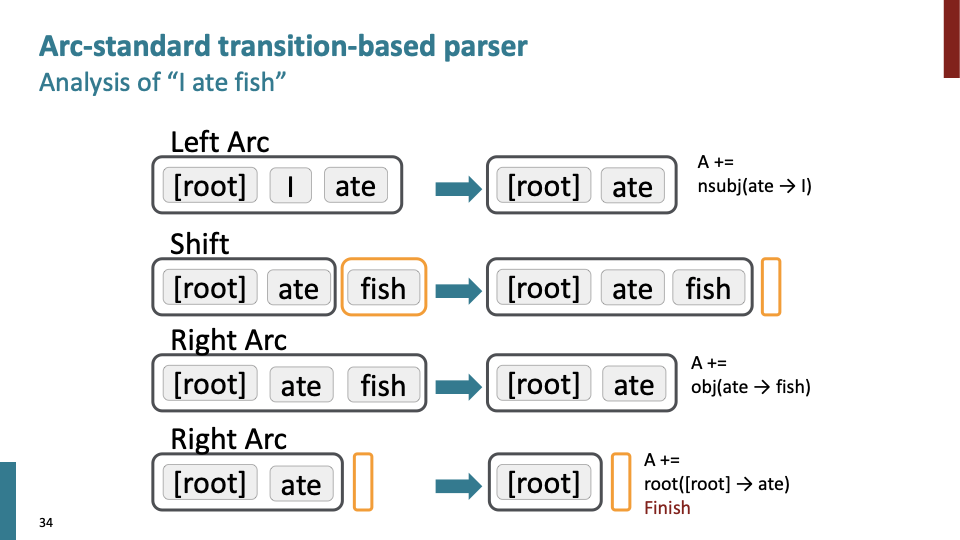 Arc-standard transition-based parser
Analysis of “I ate fish”
Left Arc
[root] I ate [root] ate
A +=
nsubj(ate → I)
Shift
[root] ate fish [root] ate fish
Right Arc
[root] ate fish [root] ate
A +=
obj(ate → fish)
Right Arc
[root] ate [root]
A +=
root([root] → ate)
Finish
34